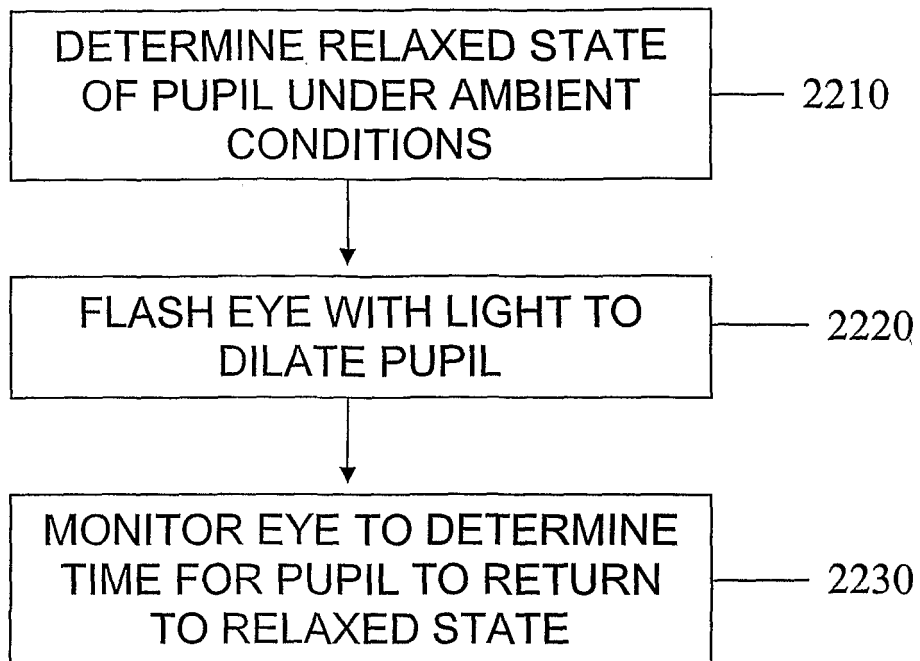 DETERMINE RELAXED STATE
OF PUPIL UNDER AMBIENT
CONDITIONS
2210
FLASH EYE WITH LIGHT TO
DILATE PUPIL
2220
MONITOR EYE TO DETERMINE
TIME FOR PUPIL TO RETURN
TO RELAXED STATE
2230